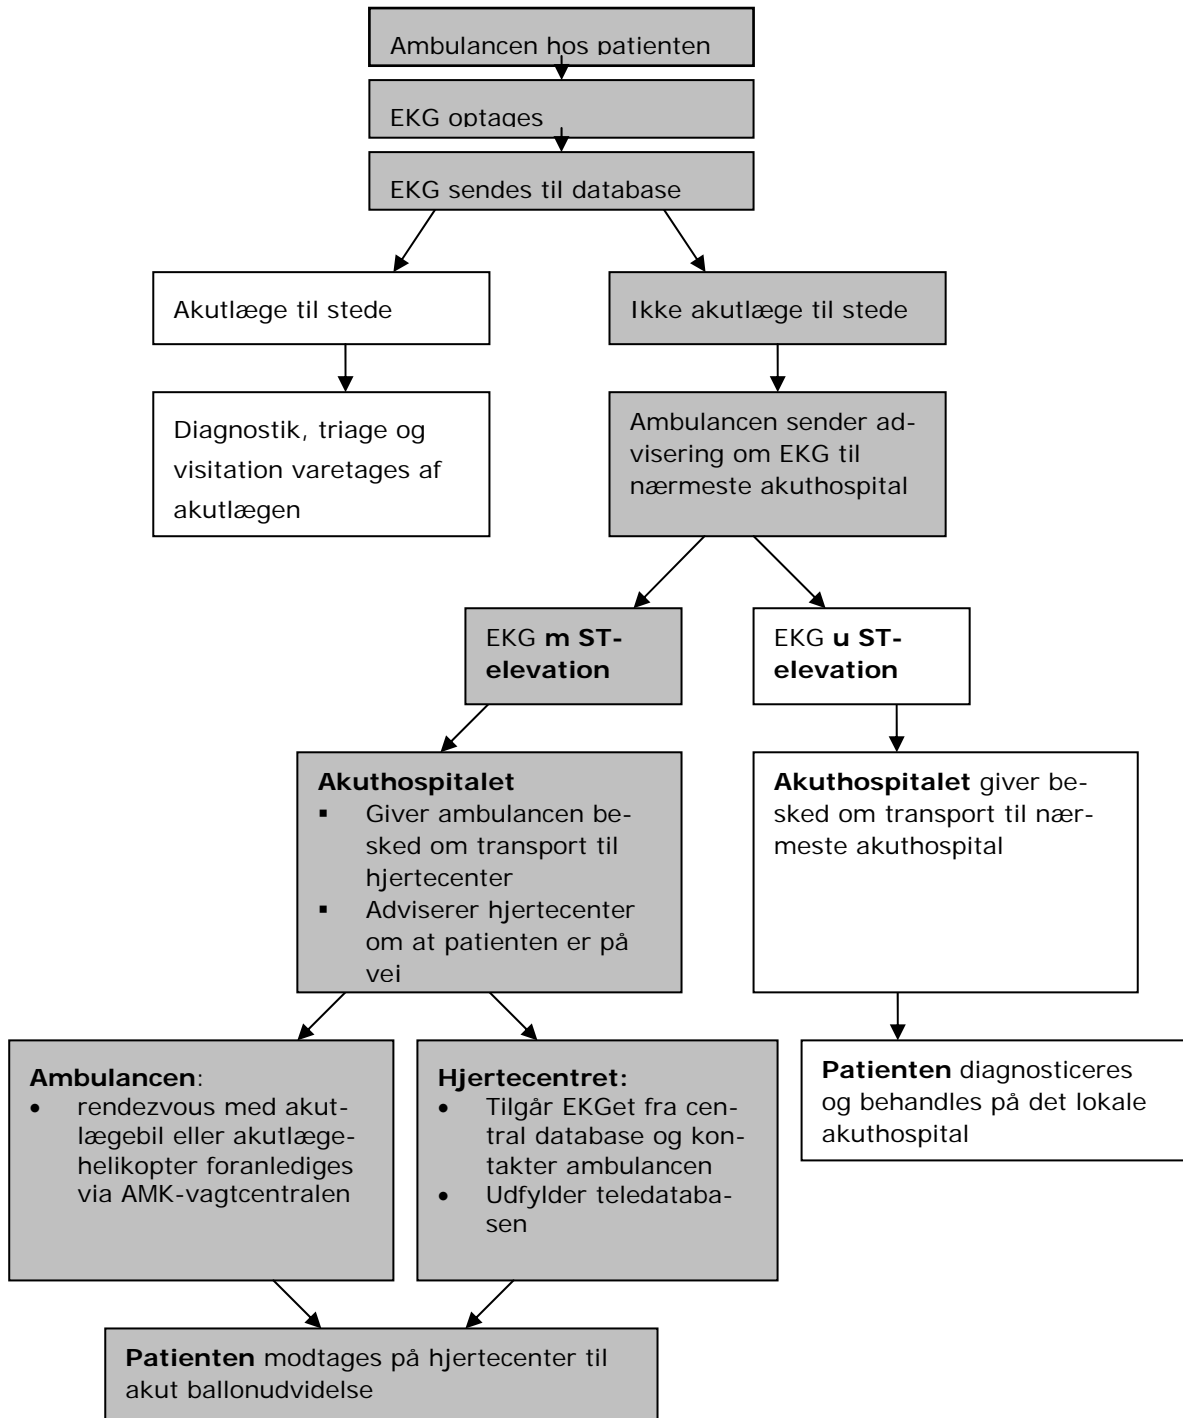 Ambulancen hos patienten
EKG optages
EKG sendes til database
Akutlæge til stede
Ikke akutlæge til stede
Diagnostik, triage og
visitation varetages af
akutlægen
Ambulancen sender ad-
visering om EKG til
nærmeste akuthospital
EKG m ST-
elevation
EKG u ST-
elevation
Akuthospitalet
▪ Giver ambulancen be-
sked om transport til
hjertecenter
▪ Adviserer hjertecenter
om at patienten er på
vej
Akuthospitalet giver be-
sked om transport til nær-
meste akuthospital
Ambulancen:
• rendezvous med akut-
lægebil eller akutlæge-
helikopter foranlediges
via AMK-vagtcentralen
Hjertecentret:
• Tilgår EKGet fra cen-
tral database og kon-
takter ambulancen
• Udfylder teledataba-
sen
Patienten diagnosticeres
og behandles på det lokale
akuthospital
Patienten modtages på hjertecenter til
akut ballonudvidelse